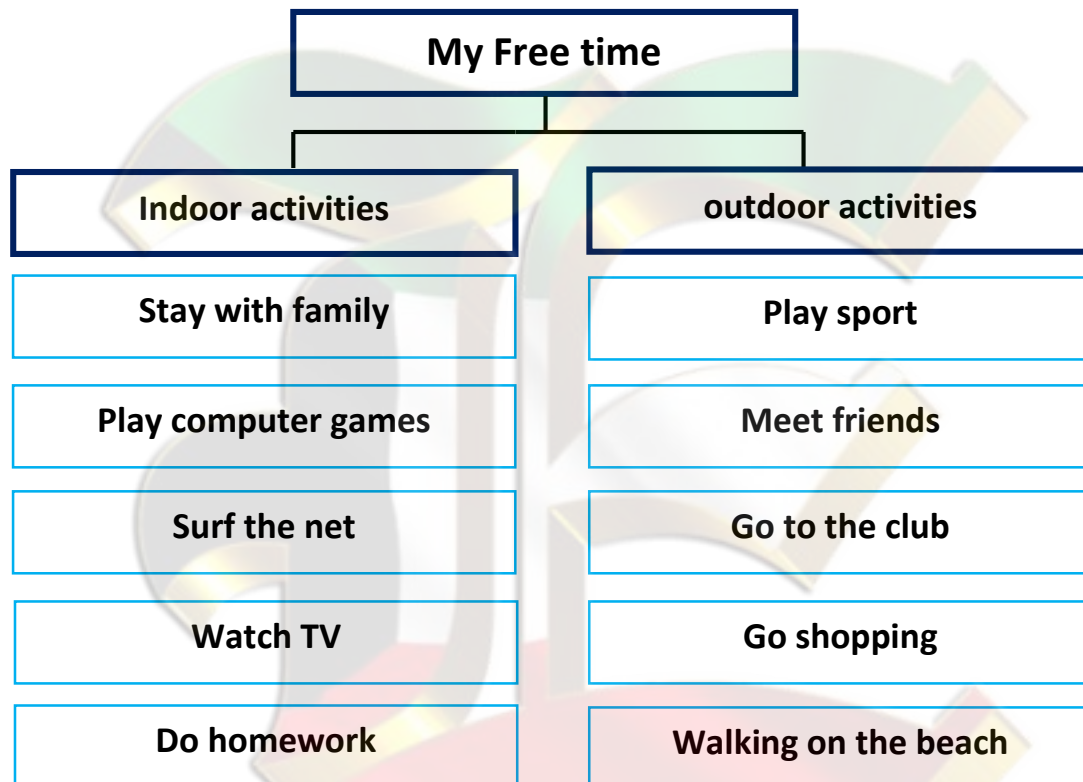 My Free time
Indoor activities
outdoor activities
Stay with family
Play sport
Play computer games
Meet friends
Surf the net
Go to the club
Watch TV
Go shopping
Do homework
Walking on the beach